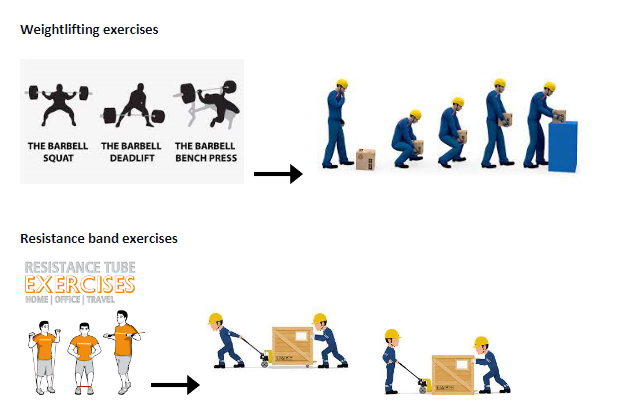 Weightlifting exercises
THE BARBELL SQUAT
THE BARBELL DEADLIFT
THE BARBELL BENCH PRESS
Resistance band exercises
RESISTANCE TUBE
EXERCISES
HOME | OFFICE | TRAVEL